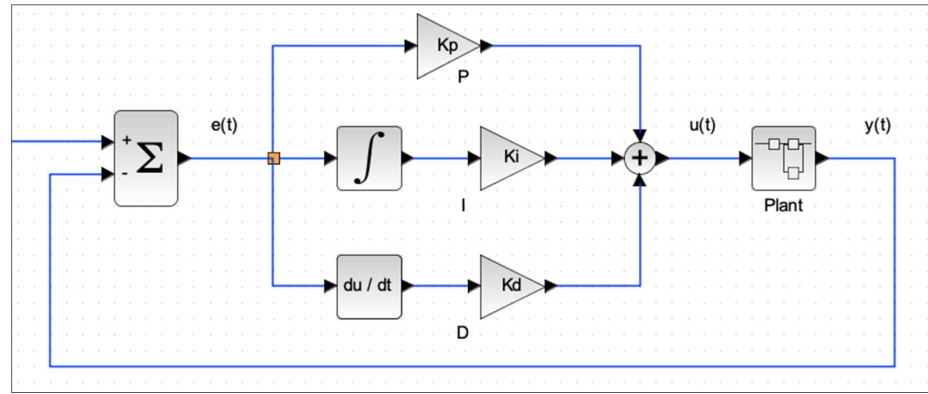 Kp
P
e(t)
u(t)
y(t)
+
-
Σ
∫
Ki
+
I
Plant
du / dt
Kd
D